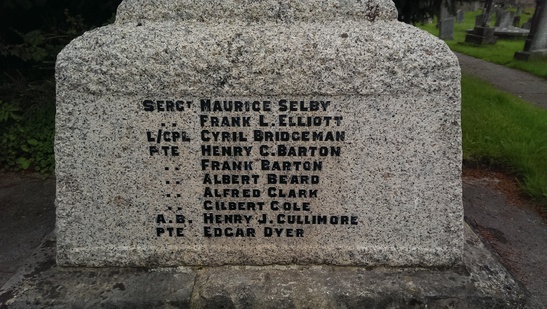 SERGT MAURICE SELBY
.. FRANK L. ELLIOTT
L/CPL CYRIL BRIDGEMAN
PTE HENRY C. BARTON
.. FRANK BARTON
.. ALBERT BEARD
.. ALFRED CLARK
.. GILBERT COLE
A.B. HENRY J. CULLIMORE
PTE EDGAR DYER